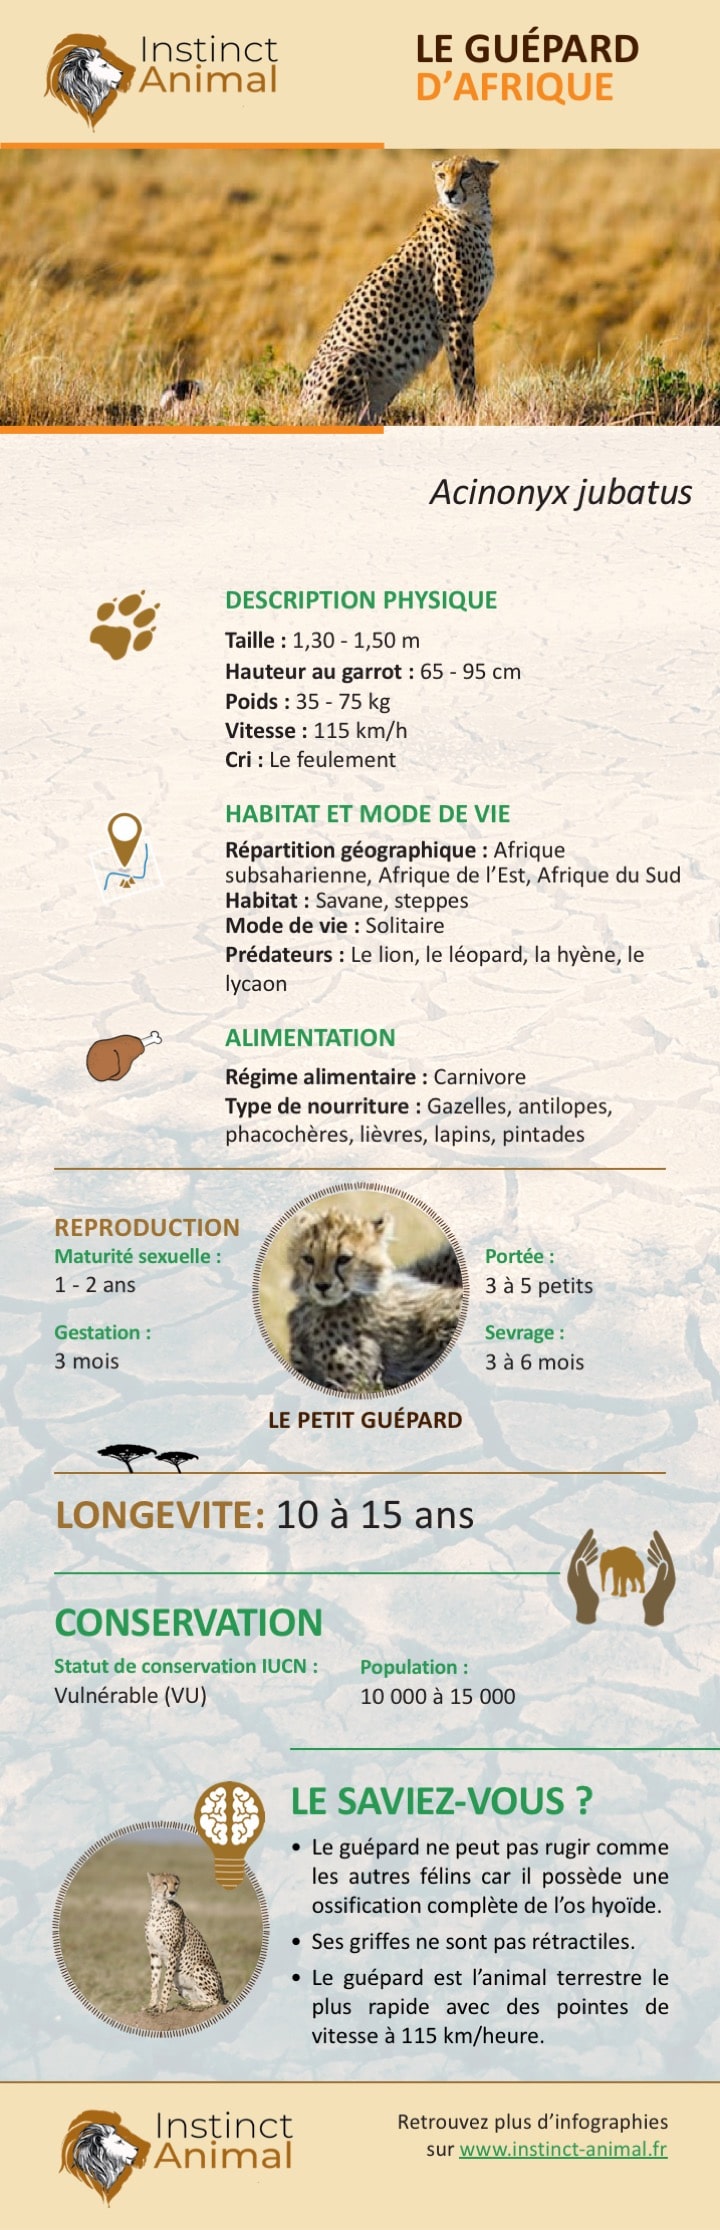 Instinct
Animal
LE GUÉPARD
D’AFRIQUE
Acinonyx jubatus
DESCRIPTION PHYSIQUE
Taille : 1,30 - 1,50 m
Hauteur au garrot : 65 - 95 cm
Poids : 35 - 75 kg
Vitesse : 115 km/h
Cri : Le feulement
HABITAT ET MODE DE VIE
Répartition géographique : Afrique
subsaharienne, Afrique de l’Est, Afrique du Sud
Habitat : Savane, steppes
Mode de vie : Solitaire
Prédateurs : Le lion, le léopard, la hyène, le
lycaon
ALIMENTATION
Régime alimentaire : Carnivore
Type de nourriture : Gazelles, antilopes,
phacochères, lièvres, lapins, pintades
REPRODUCTION
Maturité sexuelle :
1 - 2 ans
Gestation :
3 mois
Portée :
3 à 5 petits
Sevrage :
3 à 6 mois
LE PETIT GUÉPARD
LONGEVITE: 10 à 15 ans
CONSERVATION
Statut de conservation IUCN :
Vulnérable (VU)
Population :
10 000 à 15 000
LE SAVIEZ-VOUS ?
• Le guépard ne peut pas rugir comme
les autres félins car il possède une
ossification complète de l’os hyoïde.
• Ses griffes ne sont pas rétractiles.
• Le guépard est l’animal terrestre le
plus rapide avec des pointes de
vitesse à 115 km/heure.
Instinct
Animal
Retrouvez plus d’infographies
sur www.instinct-animal.fr